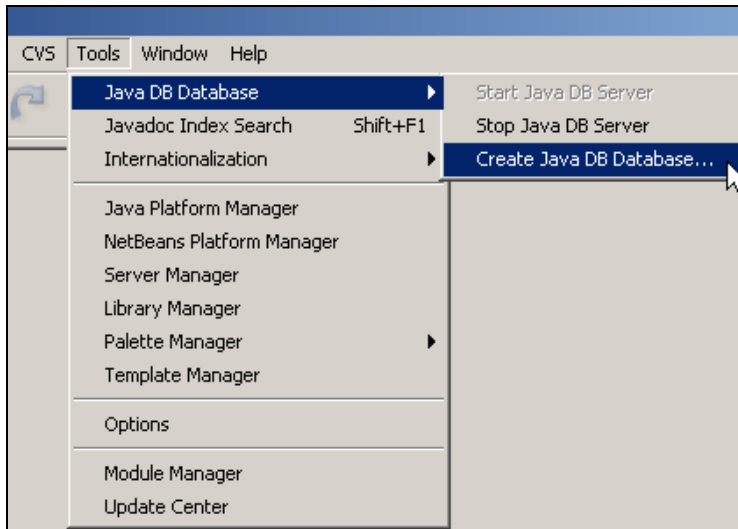 CVS Tools Window Help
Java DB Database
Javadoc Index Search Shift+F1
Internationalization
Java Platform Manager
NetBeans Platform Manager
Server Manager
Library Manager
Palette Manager
Template Manager
Options
Module Manager
Update Center
Start Java DB Server
Stop Java DB Server
Create Java DB Database...